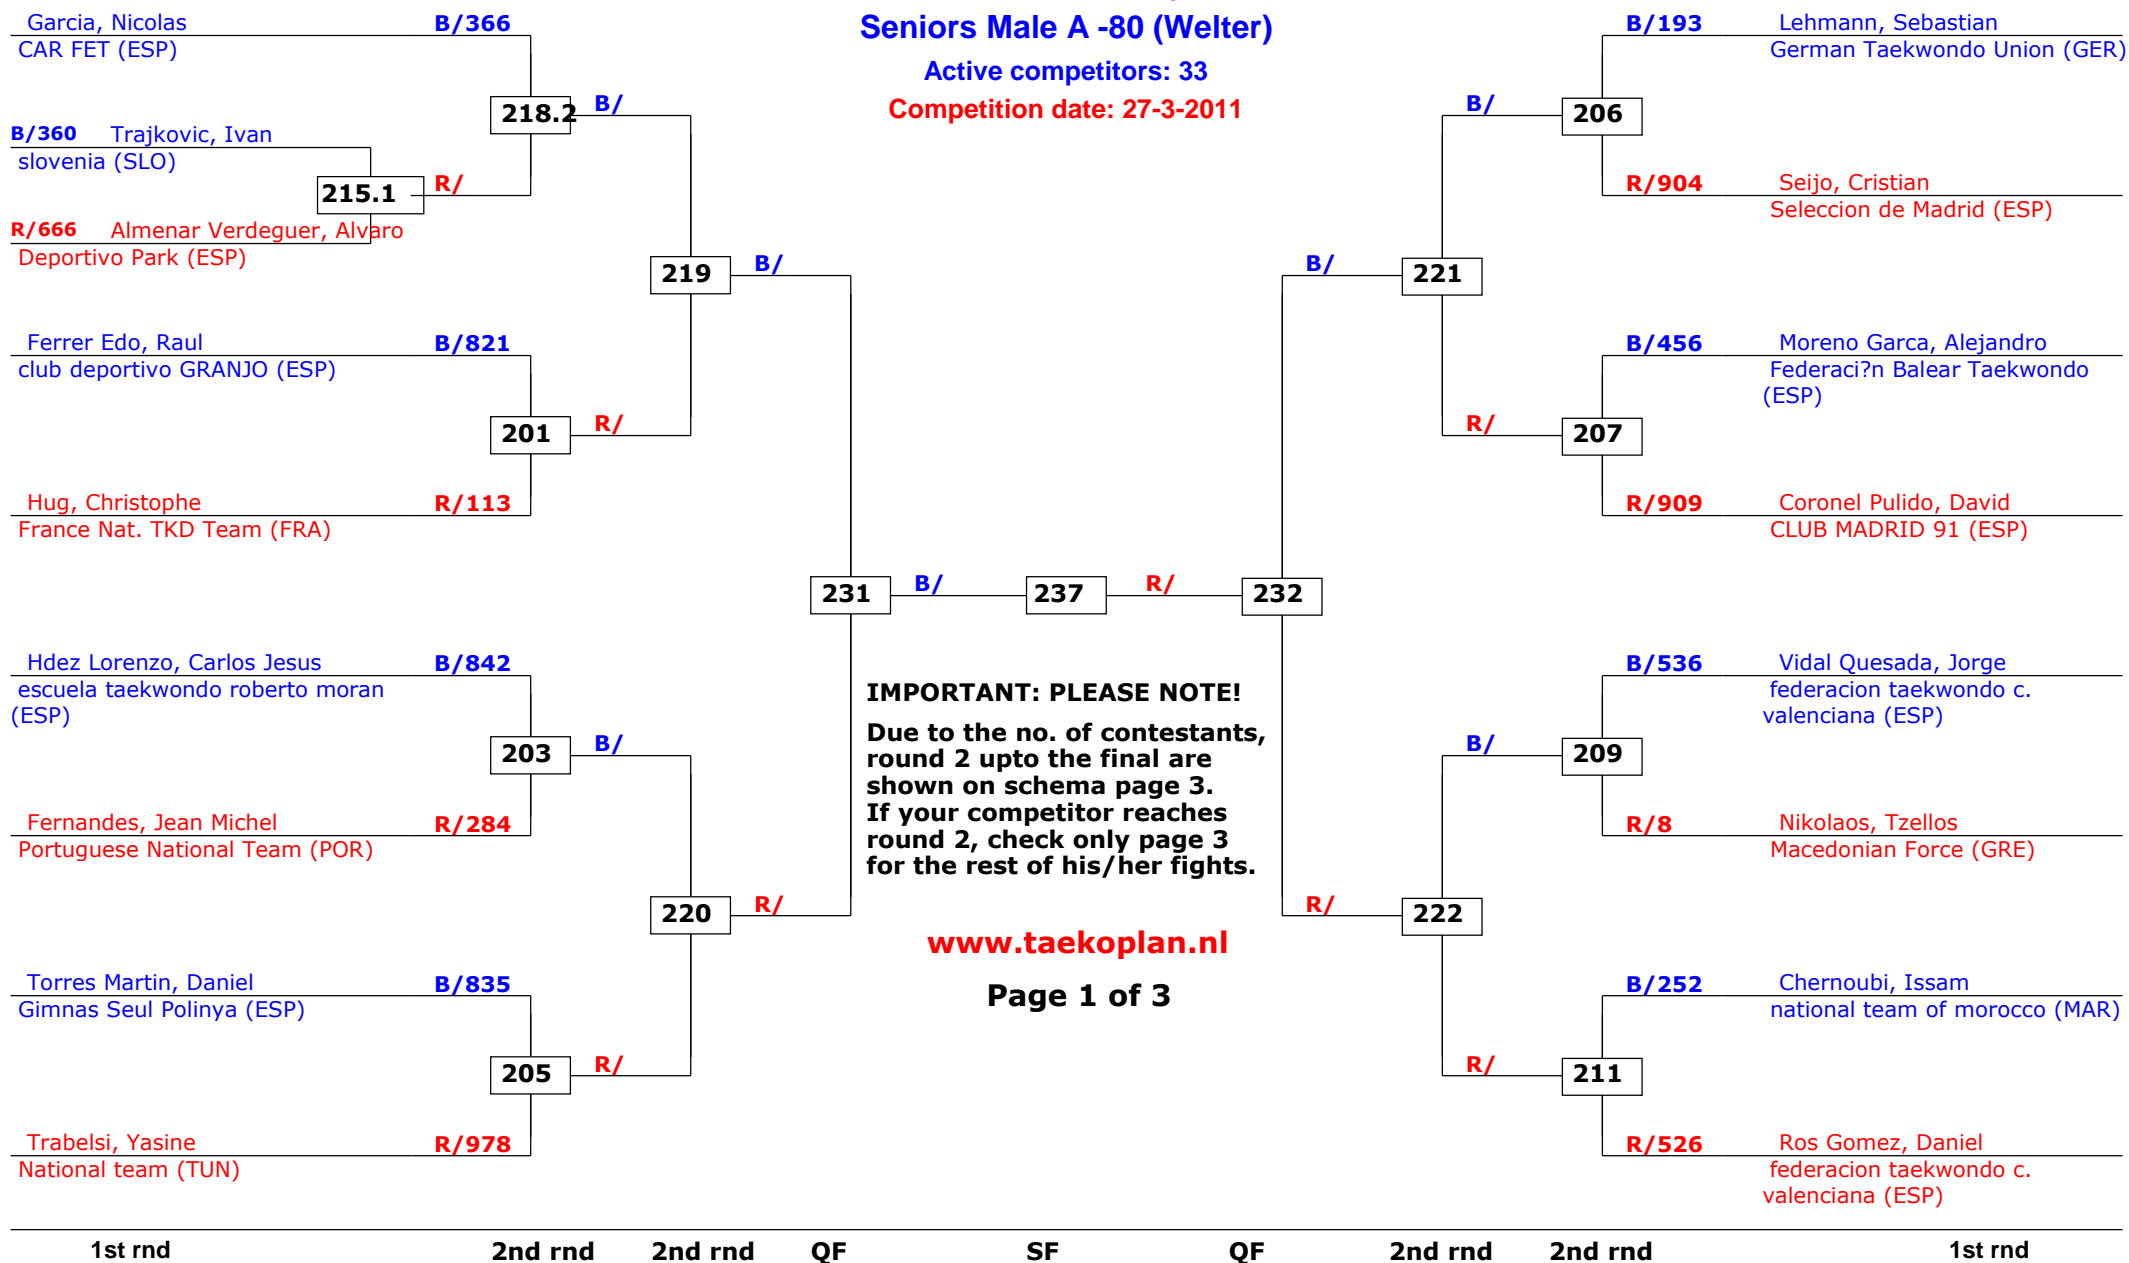 Seniors Male A -80 (Welter)
Active competitors: 33
Competition date: 27-3-2011
Garcia, Nicolas B/366
CAR FET (ESP)
218.2 B/
B/360 Trajkovic, Ivan
slovenia (SLO)
215.1 R/
R/666 Almenar Verdeguer, Alvaro
Deportivo Park (ESP)
219 B/
Ferrer Edo, Raul B/821
club deportivo GRANJO (ESP)
201 R/
Hug, Christophe R/113
France Nat. TKD Team (FRA)
231 B/ 237 R/ 232
Hdez Lorenzo, Carlos Jesus B/842
escuela taekwondo roberto moran
(ESP)
203 B/
Fernandes, Jean Michel R/284
Portuguese National Team (POR)
220 R/
Torres Martin, Daniel B/835
Gimnas Seul Polinya (ESP)
205 R/
Trabelsi, Yasine R/978
National team (TUN)
IMPORTANT: PLEASE NOTE!
Due to the no. of contestants,
round 2 upto the final are
shown on schema page 3.
If your competitor reaches
round 2, check only page 3
for the rest of his/her fights.
www.taekoplan.nl
Page 1 of 3
B/193 Lehmann, Sebastian
German Taekwondo Union (GER)
B/ 206
R/904 Seijo, Cristian
Seleccion de Madrid (ESP)
B/ 221
B/456 Moreno Garca, Alejandro
Federaci?n Balear Taekwondo
(ESP)
R/ 207
R/909 Coronel Pulido, David
CLUB MADRID 91 (ESP)
B/536 Vidal Quesada, Jorge
federacion taekwondo c.
valenciana (ESP)
B/ 209
R/8 Nikolaos, Tzellos
Macedonian Force (GRE)
R/ 222
B/252 Chernoubi, Issam
national team of morocco (MAR)
R/ 211
R/526 Ros Gomez, Daniel
federacion taekwondo c.
valenciana (ESP)
1st rnd 2nd rnd 2nd rnd QF SF QF 2nd rnd 2nd rnd 1st rnd